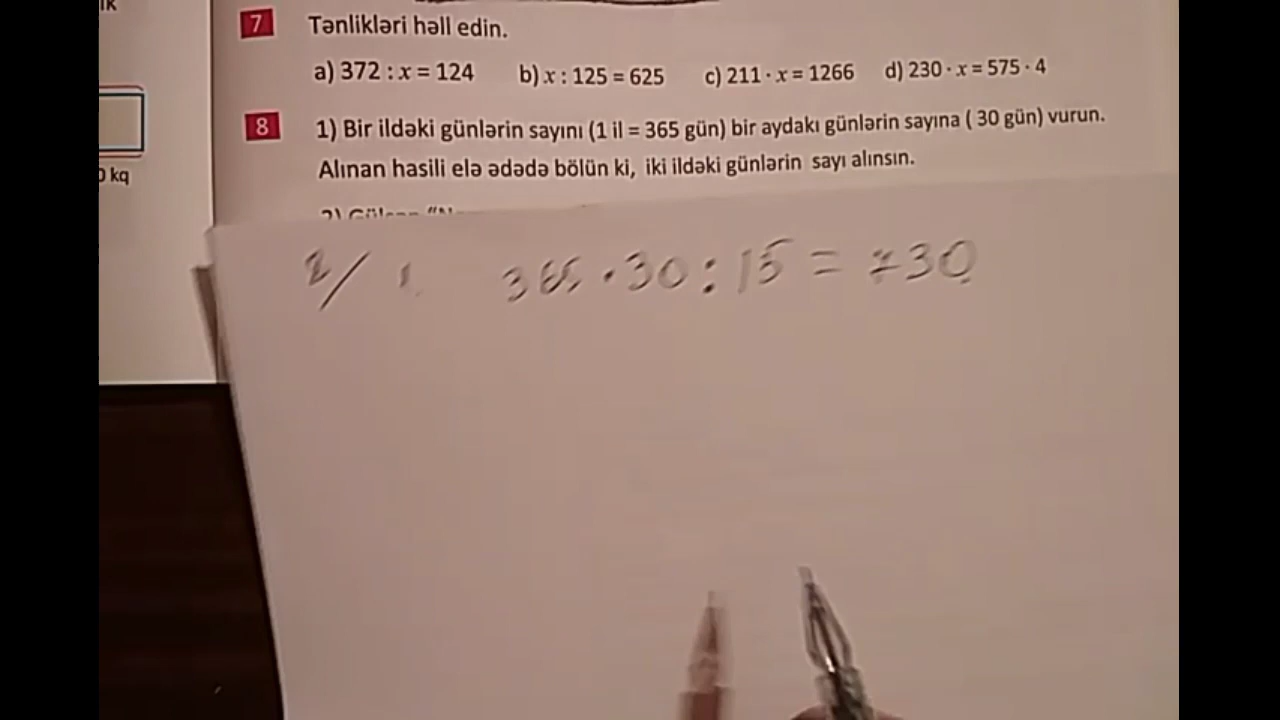 7 Tənlikləri həll edin.
a) 372 : x = 124 b) x : 125 = 625 c) 211 · x = 1266 d) 230 · x = 575 · 4
8 1) Bir ildəki günlərin sayını (1 il = 365 gün) bir aydakı günlərin sayına ( 30 gün) vurun.
Alınan hasili elə ədədə bölün ki, iki ildəki günlərin sayı alınsın.
kq
365 · 30 : 15 = 730